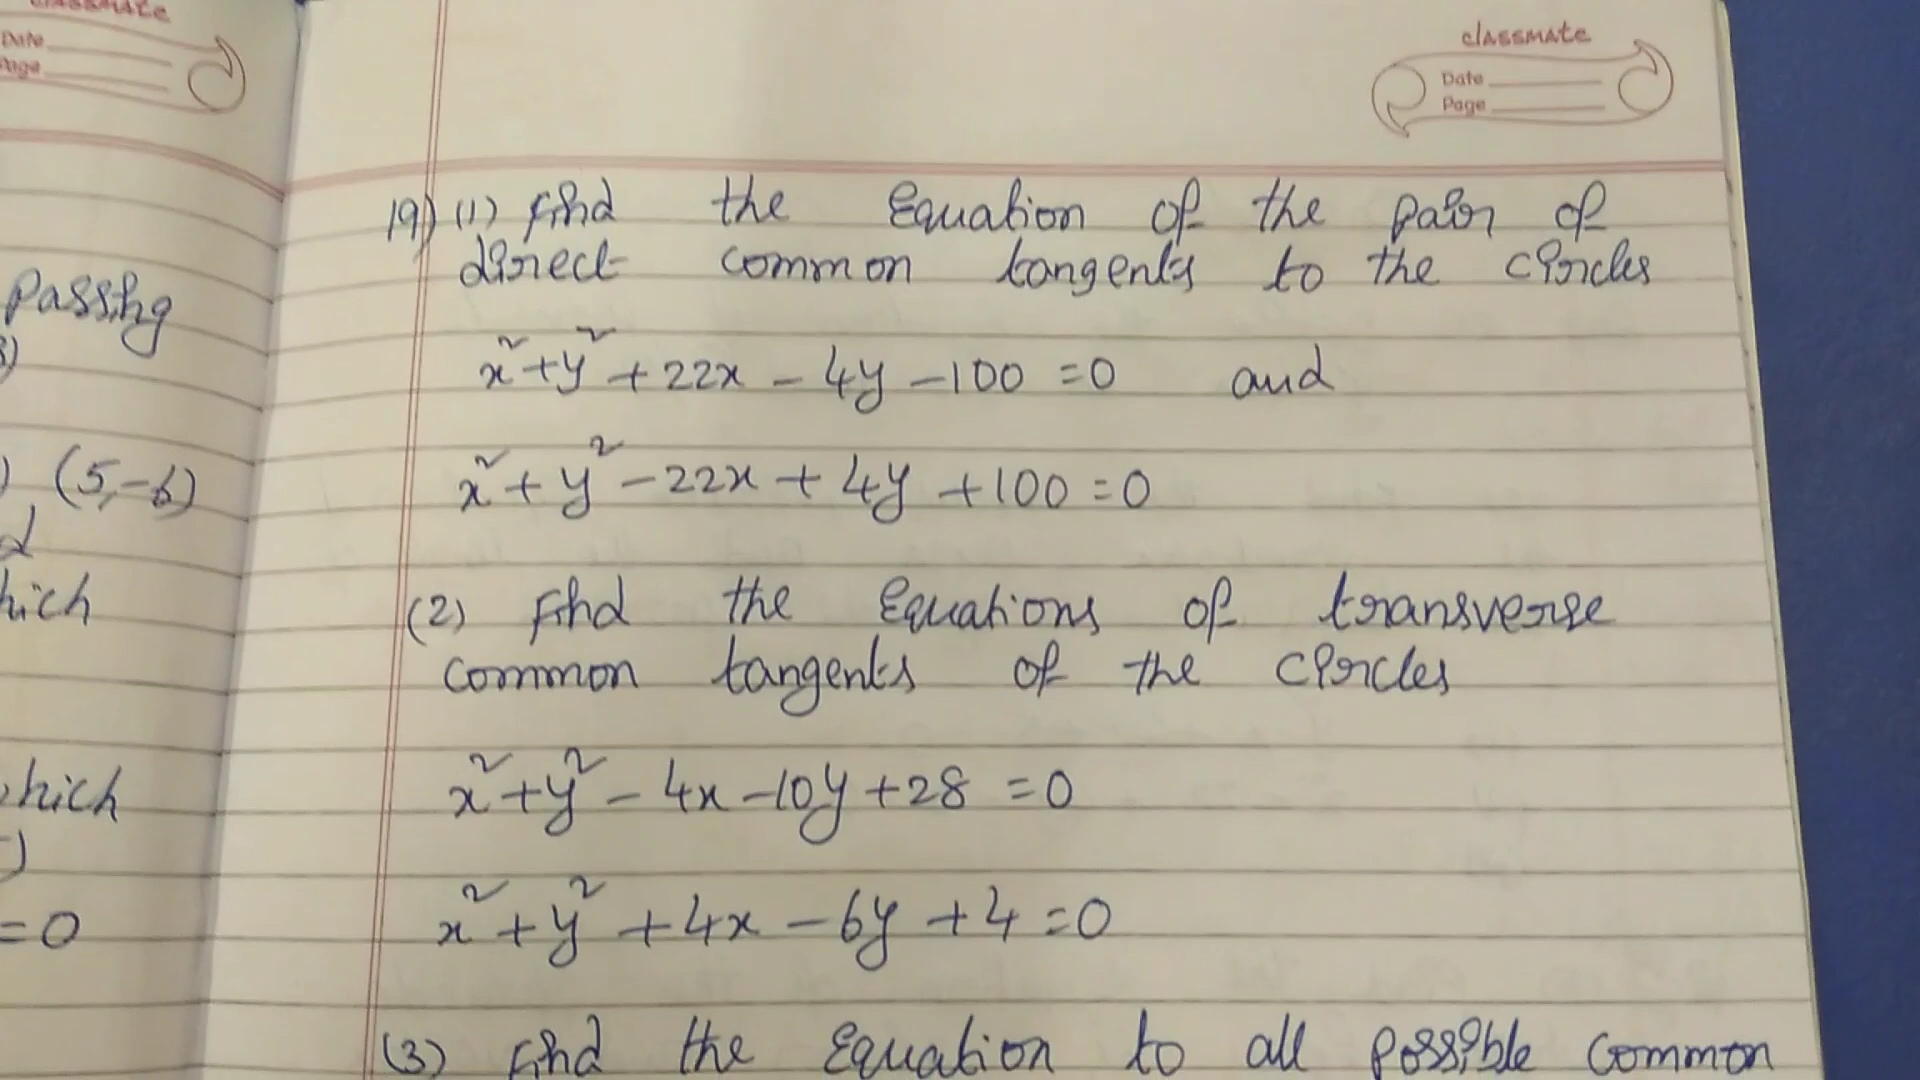 classmate
Date
Page
Passing
(5,-6)
hich
hich
=0
classmate
Date
Page
19) (1) Find the Equation of the pair of
direct common tangents to the circles
x²+y²+22x-4y-100=0 and
x²+y²-22x+4y+100=0
(2) Find the Equations of transverse
common tangents of the circles
x²+y²-4x-10y+28=0
x²+y²+4x-6y+4=0
(3) Find the Equation to all possible common